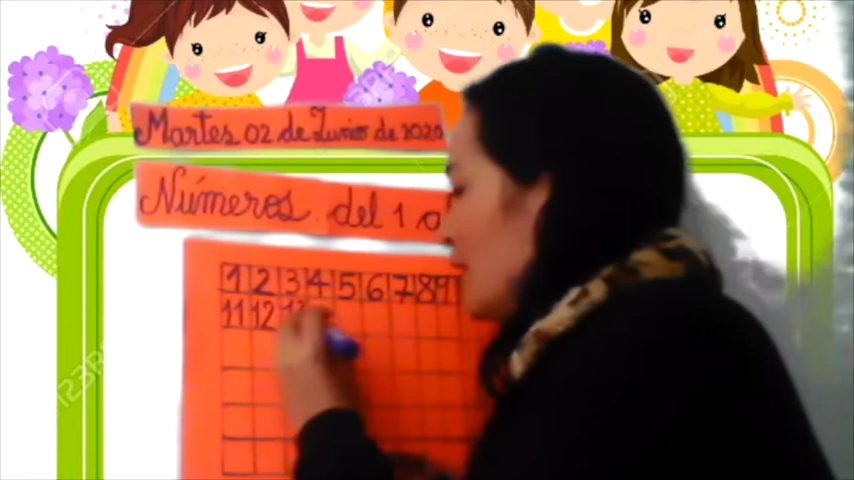 Martes 02 de Junio de 2020
Números del 1
1 2 3 4 5 6 7 8 9
11 12 13